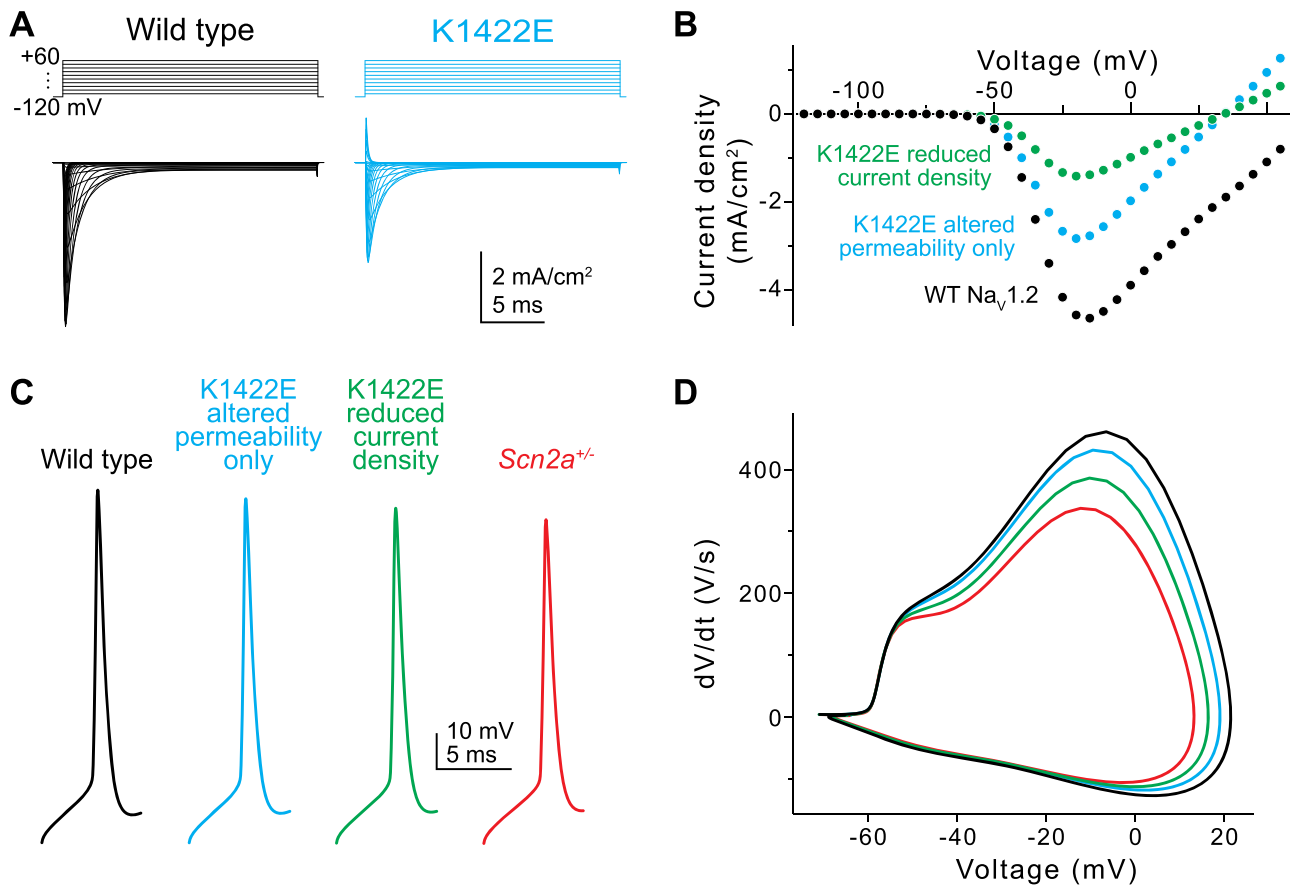 A
Wild type
K1422E
+60
-120 mV
2 mA/cm²
5 ms
B
Voltage (mV)
-100
-50
0
0
-2
-4
Current density
(mA/cm²)
K1422E reduced
current density
K1422E altered
permeability only
WT NaV1.2
C
Wild type
K1422E
altered
permeability
only
K1422E
reduced
current
density
Scn2a+/-
10 mV
5 ms
D
400
200
0
dV/dt (V/s)
-60
-40
-20
0
20
Voltage (mV)